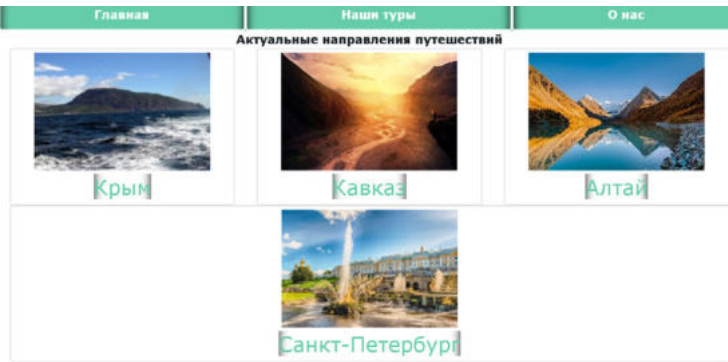 Главная Наши туры О нас
Актуальные направления путешествий
Крым Кавказ Алтай
Санкт-Петербург